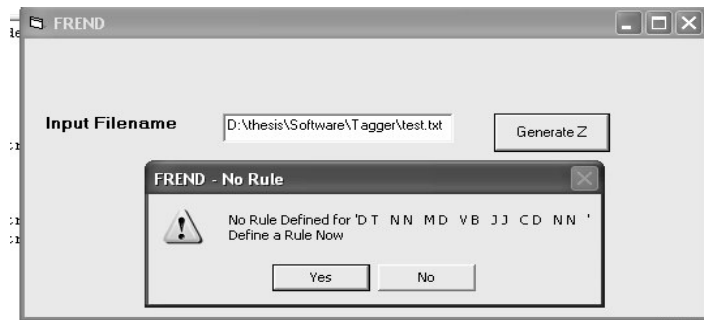 FREND
Input Filename
D:\thesis\Software\Tagger\test.txt
Generate Z
FREND - No Rule
No Rule Defined for 'DT NN MD VB JJ CD NN '
Define a Rule Now
Yes
No